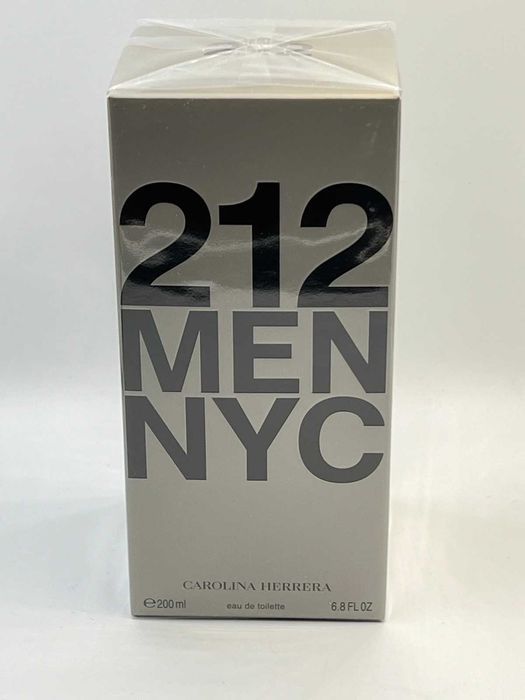 212
MEN
NYC
CAROLINA HERRERA
℮200 ml eau de toilette 6.8 FL OZ